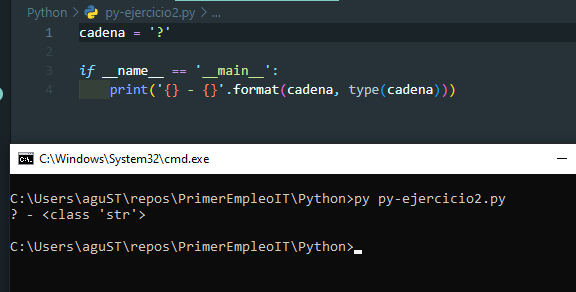 Python > py-ejercicio2.py > ...
1 cadena = '?'
2
3 if __name__ == '__main__':
4 print('{} - {}'.format(cadena, type(cadena)))
C:\Windows\System32\cmd.exe
C:\Users\aguST\repos\PrimerEmpleoIT\Python>py py-ejercicio2.py
? - <class 'str'>
C:\Users\aguST\repos\PrimerEmpleoIT\Python>